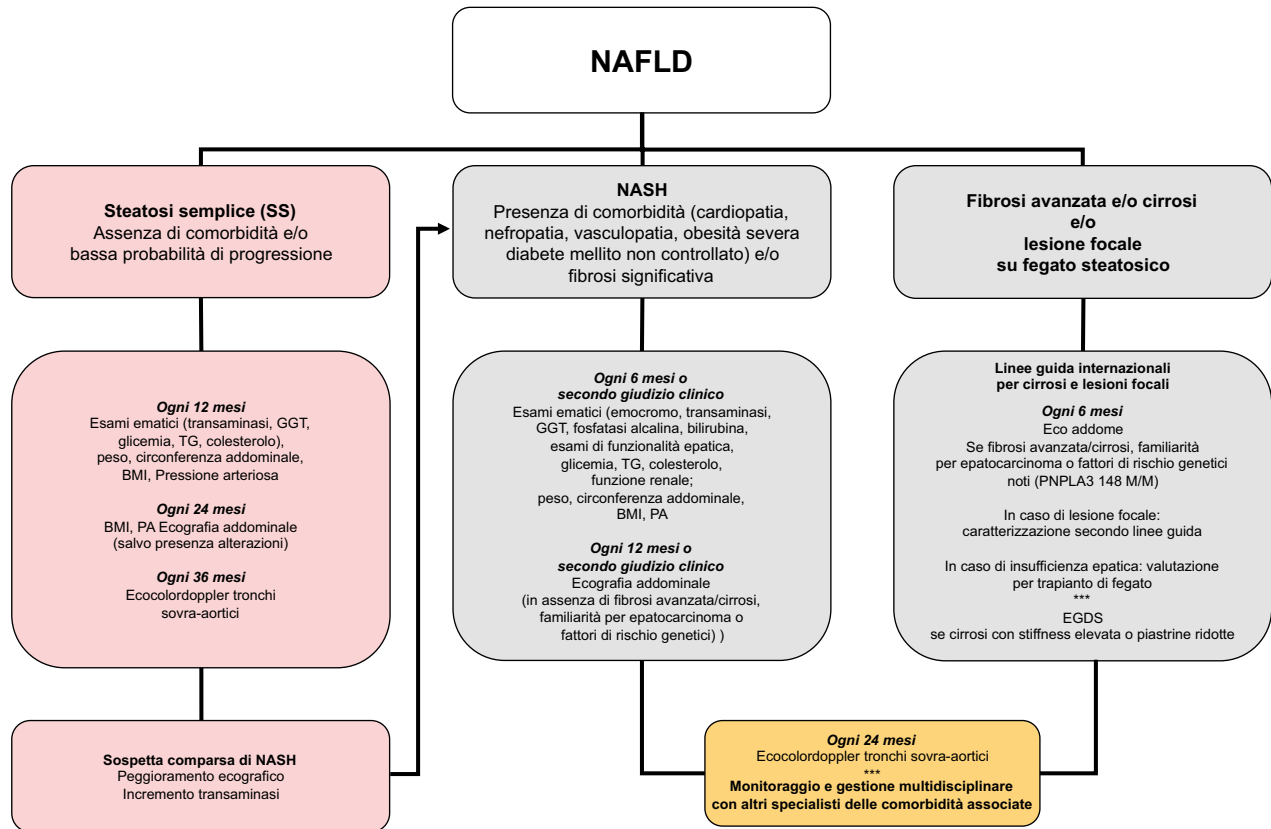 NAFLD
Steatosi semplice (SS)
Assenza di comorbidità e/o
bassa probabilità di progressione
NASH
Presenza di comorbidità (cardiopatia,
nefropatia, vasculopatia, obesità severa
diabete mellito non controllato) e/o
fibrosi significativa
Fibrosi avanzata e/o cirrosi
e/o
lesione focale
su fegato steatosico
Ogni 12 mesi
Esami ematici (transaminasi, GGT,
glicemia, TG, colesterolo),
peso, circonferenza addominale,
BMI, Pressione arteriosa
Ogni 24 mesi
BMI, PA Ecografia addominale
(salvo presenza alterazioni)
Ogni 36 mesi
Ecocolordoppler tronchi
sovra-aortici
Ogni 6 mesi o
secondo giudizio clinico
Esami ematici (emocromo, transaminasi,
GGT, fosfatasi alcalina, bilirubina,
esami di funzionalità epatica,
glicemia, TG, colesterolo,
funzione renale;
peso, circonferenza addominale,
BMI, PA
Ogni 12 mesi o
secondo giudizio clinico
Ecografia addominale
(in assenza di fibrosi avanzata/cirrosi,
familiarità per epatocarcinoma o
fattori di rischio genetici) )
Linee guida internazionali
per cirrosi e lesioni focali
Ogni 6 mesi
Eco addome
Se fibrosi avanzata/cirrosi, familiarità
per epatocarcinoma o fattori di rischio genetici
noti (PNPLA3 148 M/M)
In caso di lesione focale:
caratterizzazione secondo linee guida
In caso di insufficienza epatica: valutazione
per trapianto di fegato
***
EGDS
se cirrosi con stiffness elevata o piastrine ridotte
Sospetta comparsa di NASH
Peggioramento ecografico
Incremento transaminasi
Ogni 24 mesi
Ecocolordoppler tronchi sovra-aortici
***
Monitoraggio e gestione multidisciplinare
con altri specialisti delle comorbidità associate